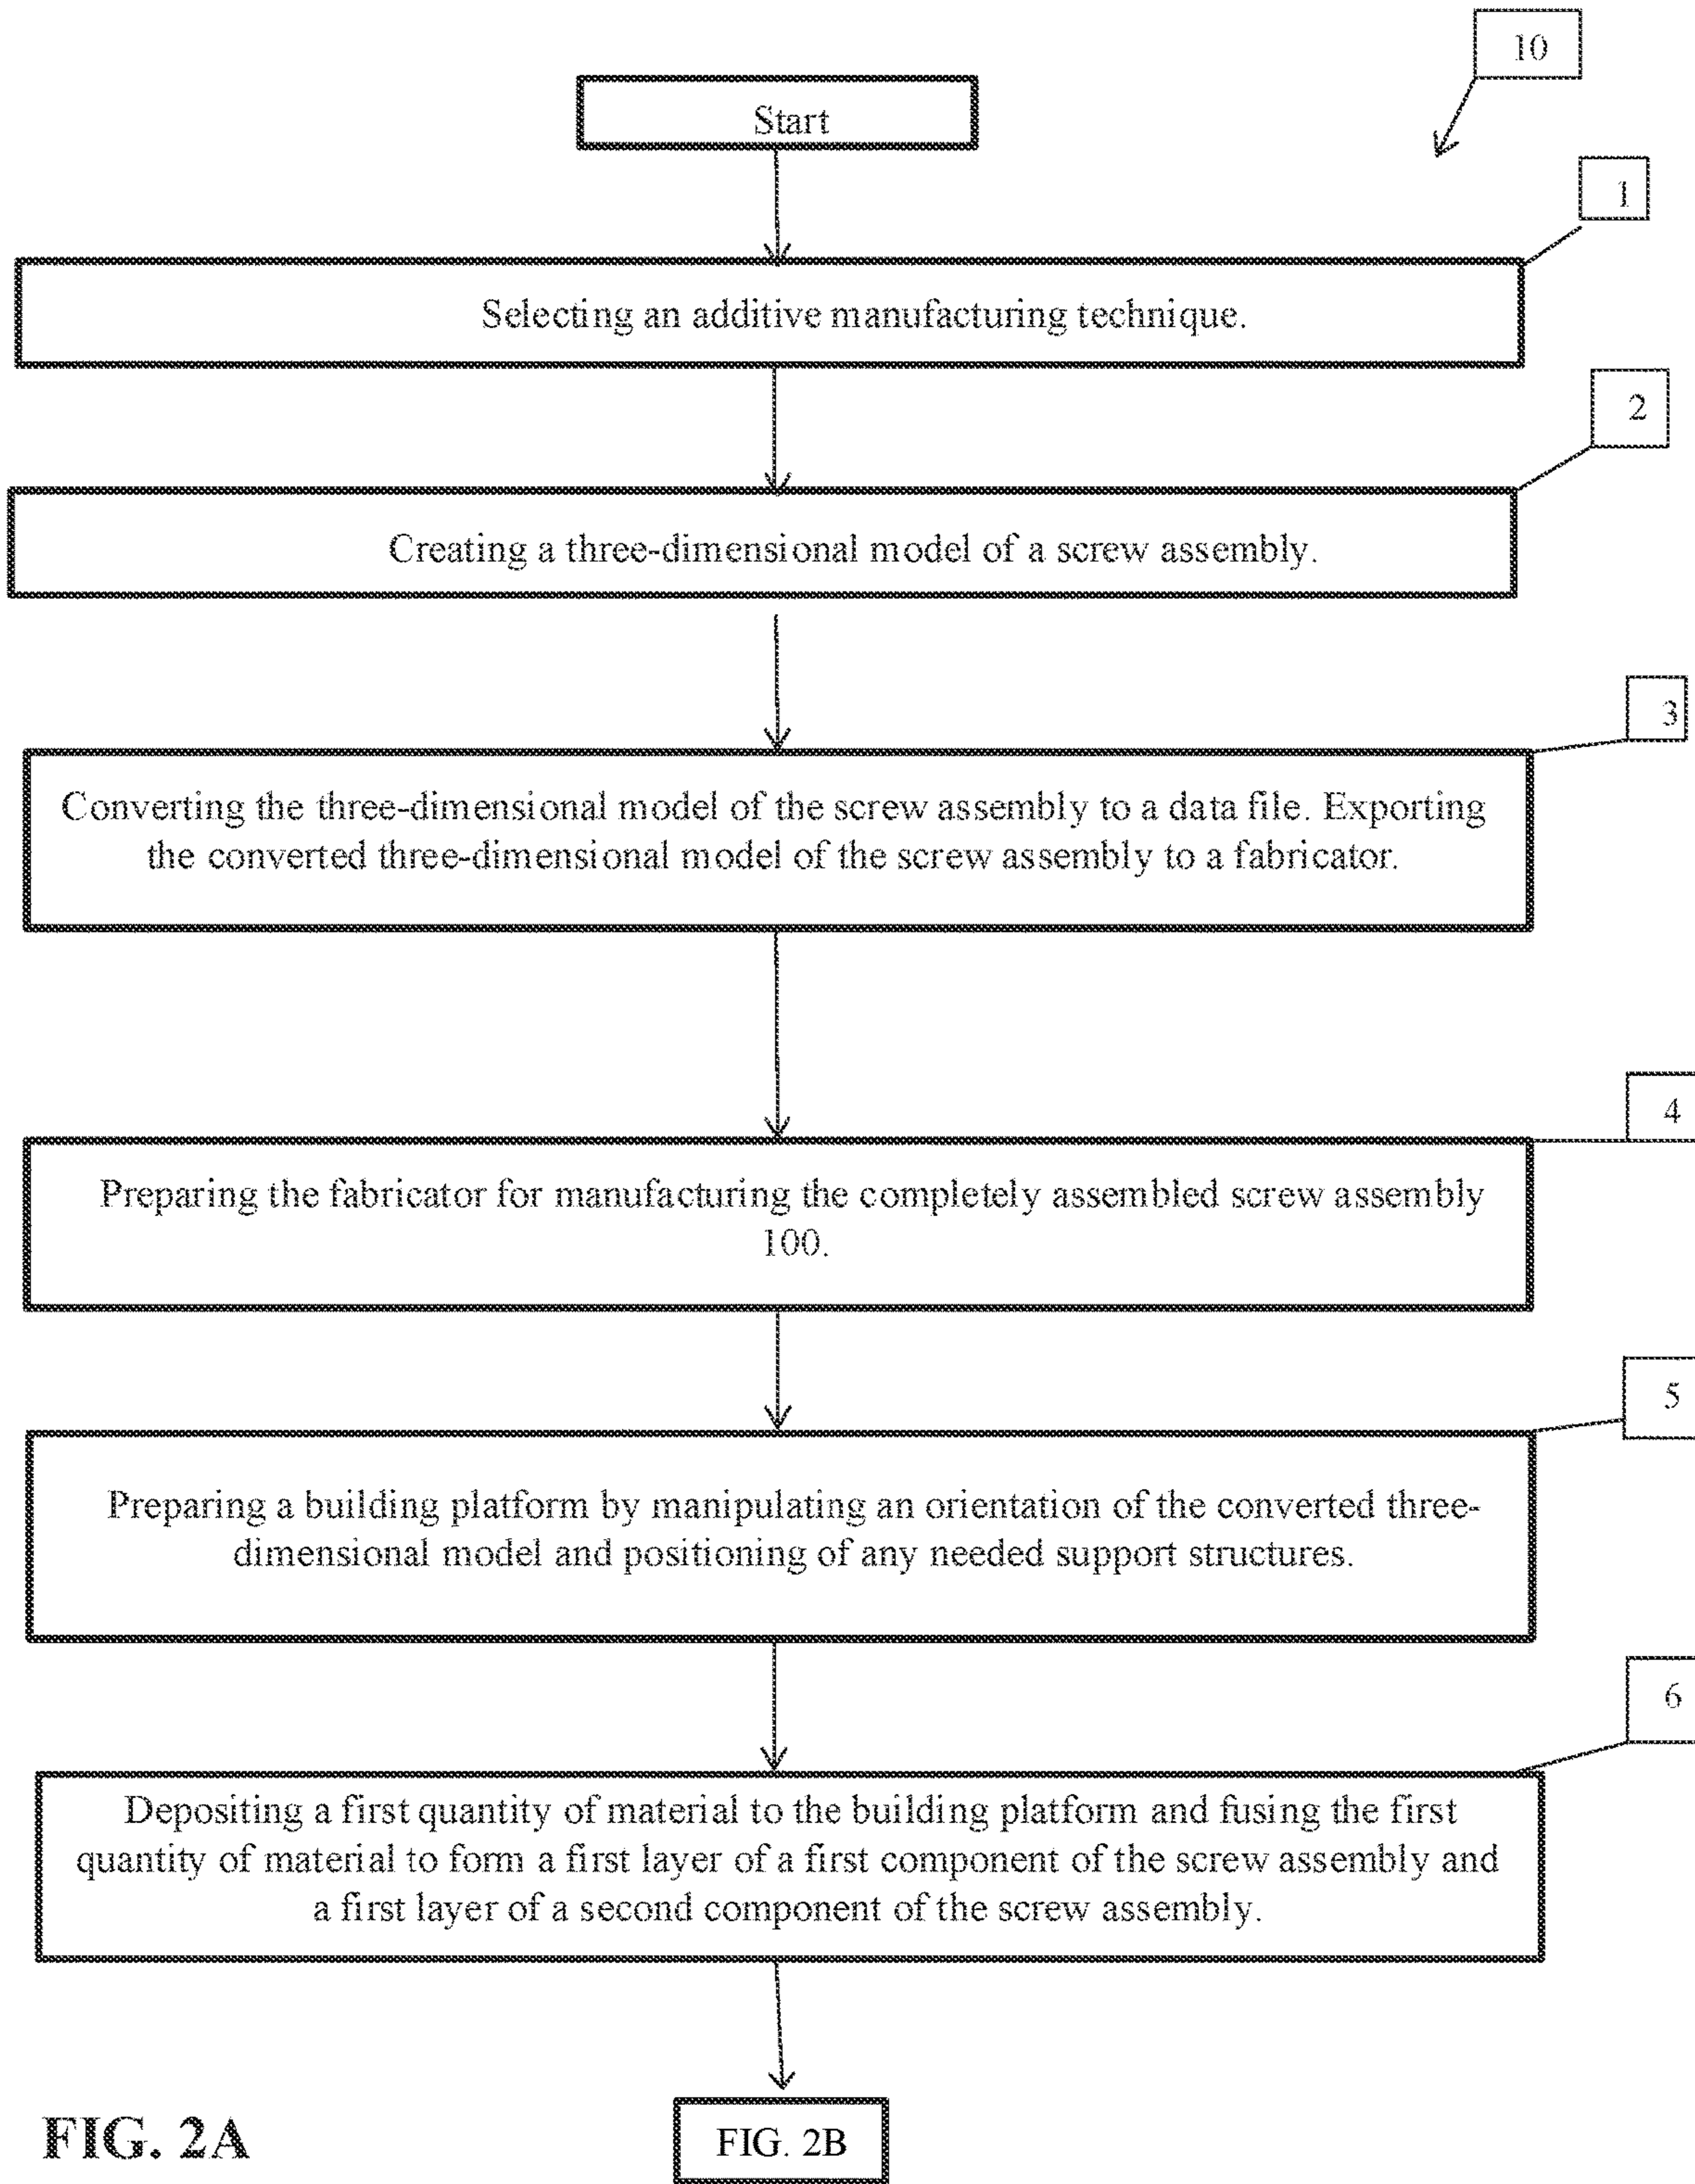 10
Start
1
Selecting an additive manufacturing technique.
2
Creating a three-dimensional model of a screw assembly.
3
Converting the three-dimensional model of the screw assembly to a data file. Exporting
the converted three-dimensional model of the screw assembly to a fabricator.
4
Preparing the fabricator for manufacturing the completely assembled screw assembly
100.
5
Preparing a building platform by manipulating an orientation of the converted three-
dimensional model and positioning of any needed support structures.
6
Depositing a first quantity of material to the building platform and fusing the first
quantity of material to form a first layer of a first component of the screw assembly and
a first layer of a second component of the screw assembly.
FIG. 2A
FIG. 2B